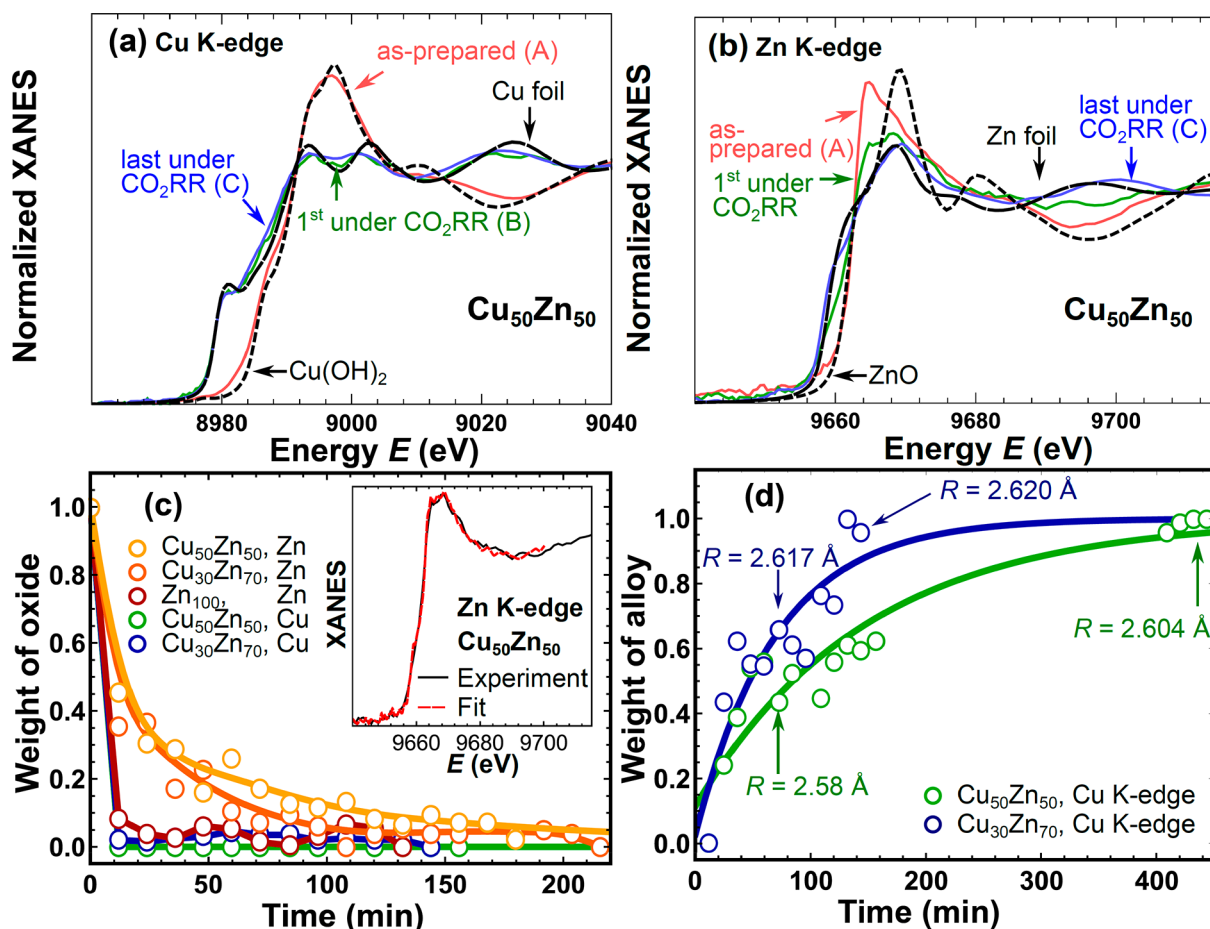 (a) Cu K-edge
as-prepared (A)
Cu foil
last under
CO₂RR (C)
1ˢᵗ under CO₂RR (B)
Cu₅₀Zn₅₀
Cu(OH)₂
Normalized XANES
8980 9000 9020 9040
Energy E (eV)
(b) Zn K-edge
as-
prepared (A)
last under
CO₂RR (C)
Zn foil
1ˢᵗ under
CO₂RR
Cu₅₀Zn₅₀
ZnO
Normalized XANES
9660 9680 9700
Energy E (eV)
(c)
Cu₅₀Zn₅₀, Zn
Cu₃₀Zn₇₀, Zn
Zn₁₀₀, Zn
Cu₅₀Zn₅₀, Cu
Cu₃₀Zn₇₀, Cu
XANES
Zn K-edge
Cu₅₀Zn₅₀
Experiment
Fit
9660 9680 9700
E (eV)
Weight of oxide
1.0
0.8
0.6
0.4
0.2
0.0
0 50 100 150 200
Time (min)
(d)
R = 2.620 Å
R = 2.617 Å
R = 2.604 Å
R = 2.58 Å
Cu₅₀Zn₅₀, Cu K-edge
Cu₃₀Zn₇₀, Cu K-edge
Weight of alloy
1.0
0.8
0.6
0.4
0.2
0.0
0 100 200 300 400
Time (min)